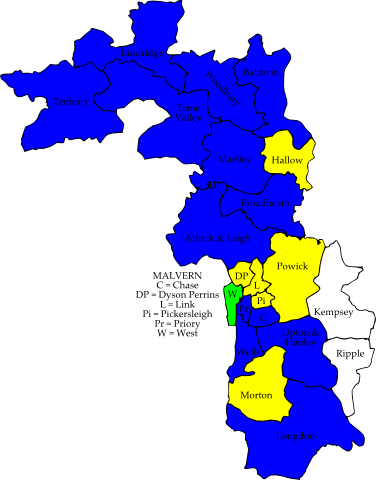 Lindridge
Baldwin
Woodbury
Tenbury
Teme
Valley
Martley
Hallow
Broadheath
Alfrick & Leigh
Powick
MALVERN
C = Chase
DP = Dyson Perrins
L = Link
Pi = Pickersleigh
Pr = Priory
W = West
DP
L
W
Pi
Pr
C
Kempsey
Upton &
Hanley
Wells
Ripple
Morton
Longdon